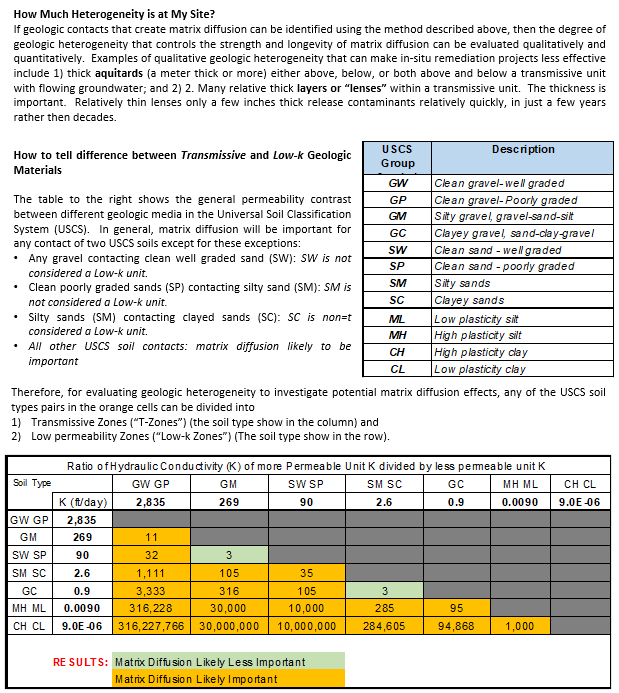 How Much Heterogeneity is at My Site?
If geologic contacts that create matrix diffusion can be identified using the method described above, then the degree of
geologic heterogeneity that controls the strength and longevity of matrix diffusion can be evaluated qualitatively and
quantitatively. Examples of qualitative geologic heterogeneity that can make in-situ remediation projects less effective
include 1) thick aquitards (a meter thick or more) either above, below, or both above and below a transmissive unit
with flowing groundwater; and 2) 2. Many relative thick layers or “lenses” within a transmissive unit. The thickness is
important. Relatively thin lenses only a few inches thick release contaminants relatively quickly, in just a few years
rather then decades.
How to tell difference between Transmissive and Low-k Geologic
Materials
The table to the right shows the general permeability contrast
between different geologic media in the Universal Soil Classification
System (USCS). In general, matrix diffusion will be important for
any contact of two USCS soils except for these exceptions:
• Any gravel contacting clean well graded sand (SW): SW is not
considered a Low-k unit.
• Clean poorly graded sands (SP) contacting silty sand (SM): SM is
not considered a Low-k unit.
• Silty sands (SM) contacting clayed sands (SC): SC is non=t
considered a Low-k unit.
• All other USCS soil contacts: matrix diffusion likely to be
important
USCS Description
Group
GW Clean gravel-well graded
GP Clean gravel-Poorly graded
GM Silty gravel, gravel-sand-silt
GC Clayey gravel, sand-clay-gravel
SW Clean sand - well graded
SP Clean sand - poorly graded
SM Silty sands
SC Clayey sands
ML Low plasticity silt
MH High plasticity silt
CH High plasticity clay
CL Low plasticity clay
Therefore, for evaluating geologic heterogeneity to investigate potential matrix diffusion effects, any of the USCS soil
types pairs in the orange cells can be divided into
1) Transmissive Zones (“T-Zones”) (the soil type show in the column) and
2) Low permeability Zones (“Low-k Zones”) (The soil type show in the row).
Ratio of Hydraulic Conductivity (K) of more Permeable Unit K divided by less permeable unit K
Soil Type GW GP GM SW SP SM SC GC MH ML CH CL
K (ft/day) 2,835 269 90 2.6 0.9 0.0090 9.0E-06
GW GP 2,835
GM 269 11
SW SP 90 32 3
SM SC 2.6 1,111 105 35
GC 0.9 3,333 316 105 3
MH ML 0.0090 316,228 30,000 10,000 285 95
CH CL 9.0E-06 316,227,766 30,000,000 10,000,000 284,605 94,868 1,000
RESULTS: Matrix Diffusion Likely Less Important
Matrix Diffusion Likely Important